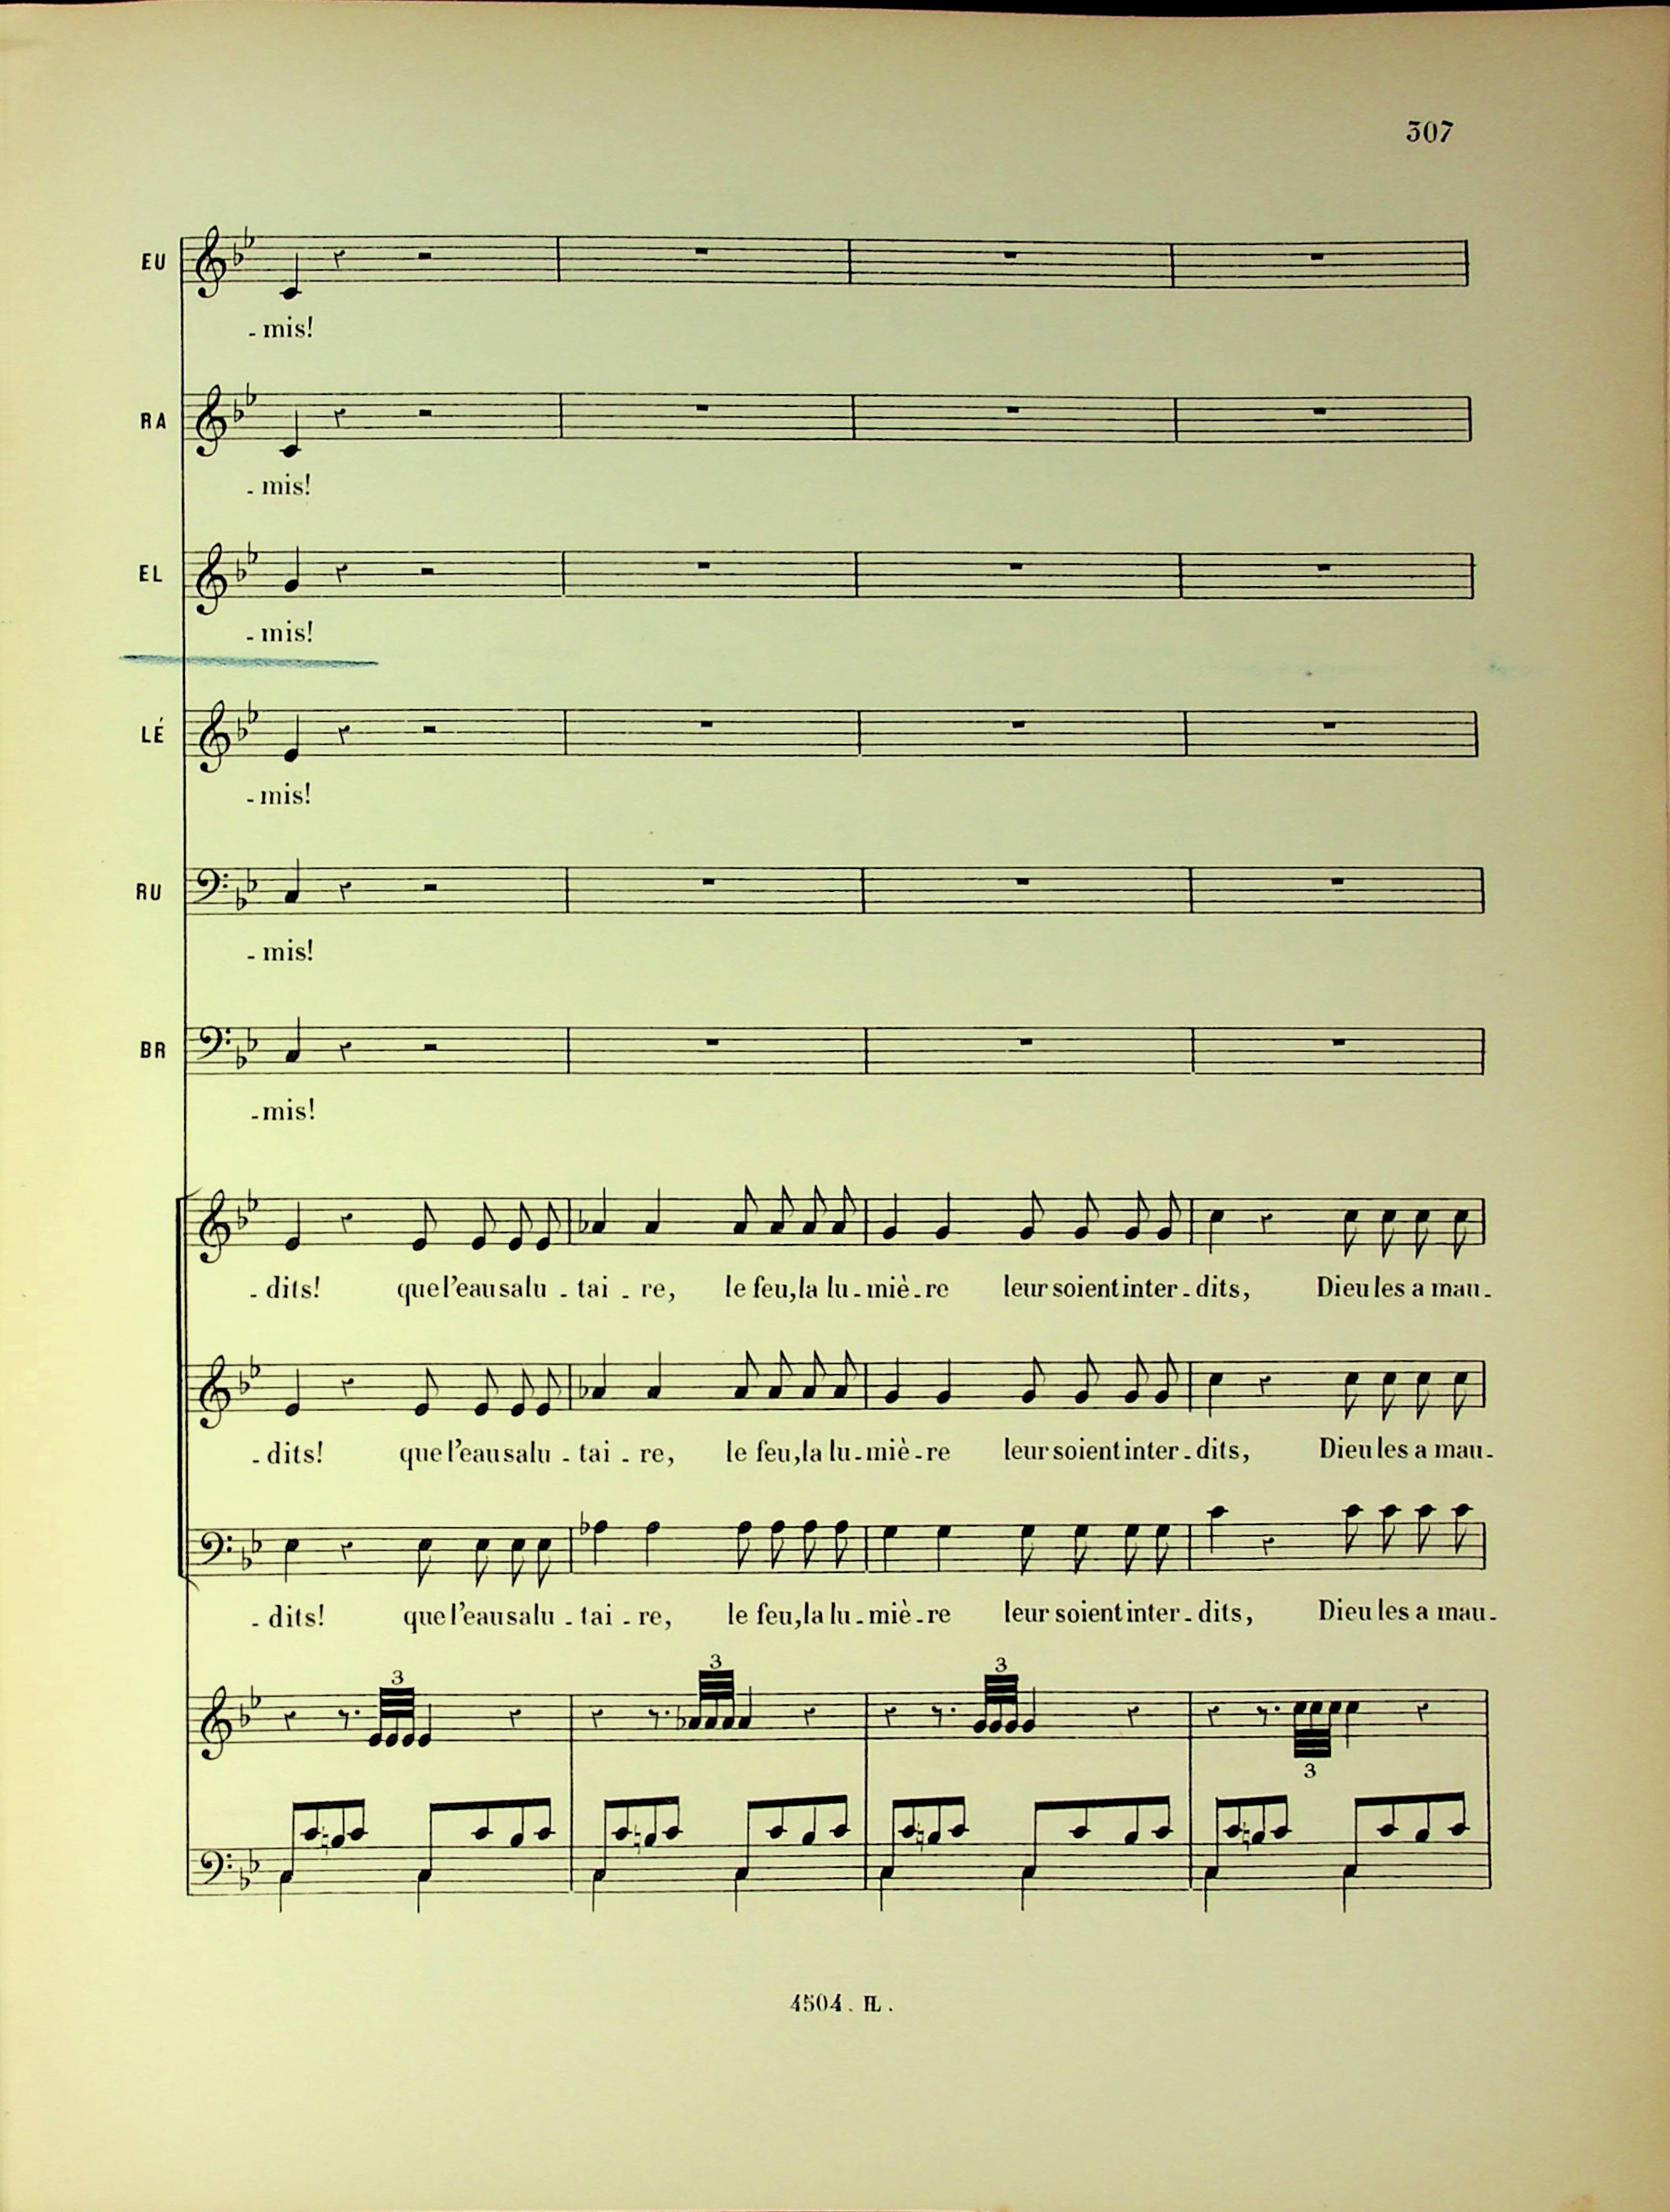 307
EU
- mis!
RA
- mis!
EL
- mis!
LÉ
- mis!
RU
- mis!
BR
- mis!
- dits! que l'eau salu - tai - re, le feu, la lu - miè - re leur soient inter - dits, Dieu les a mau -
- dits! que l'eau salu - tai - re, le feu, la lu - miè - re leur soient inter - dits, Dieu les a mau -
- dits! que l'eau salu - tai - re, le feu, la lu - miè - re leur soient inter - dits, Dieu les a mau -
3 3 3
3
4504. H.